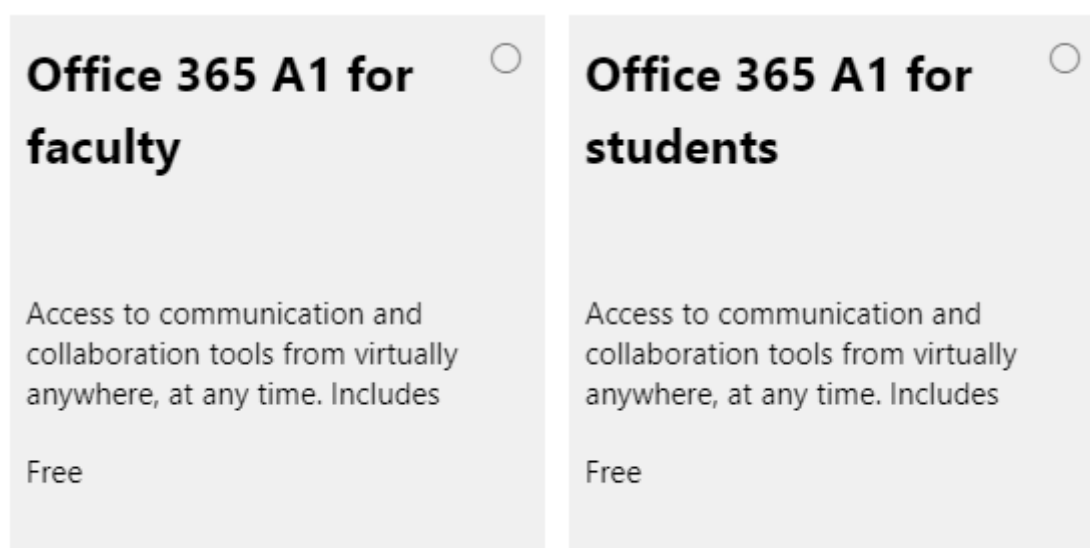 Office 365 A1 for
faculty
Access to communication and
collaboration tools from virtually
anywhere, at any time. Includes
Free
Office 365 A1 for
students
Access to communication and
collaboration tools from virtually
anywhere, at any time. Includes
Free